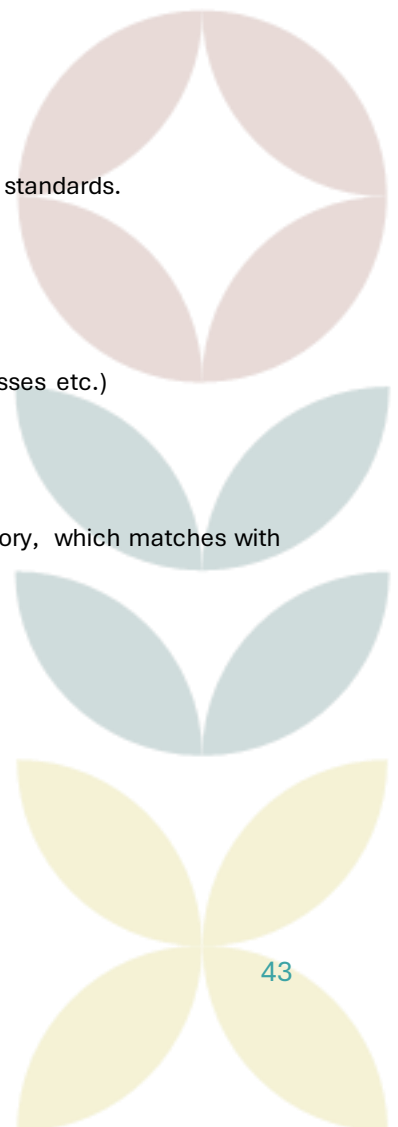 standards.
sses etc.)
ory, which matches with
43